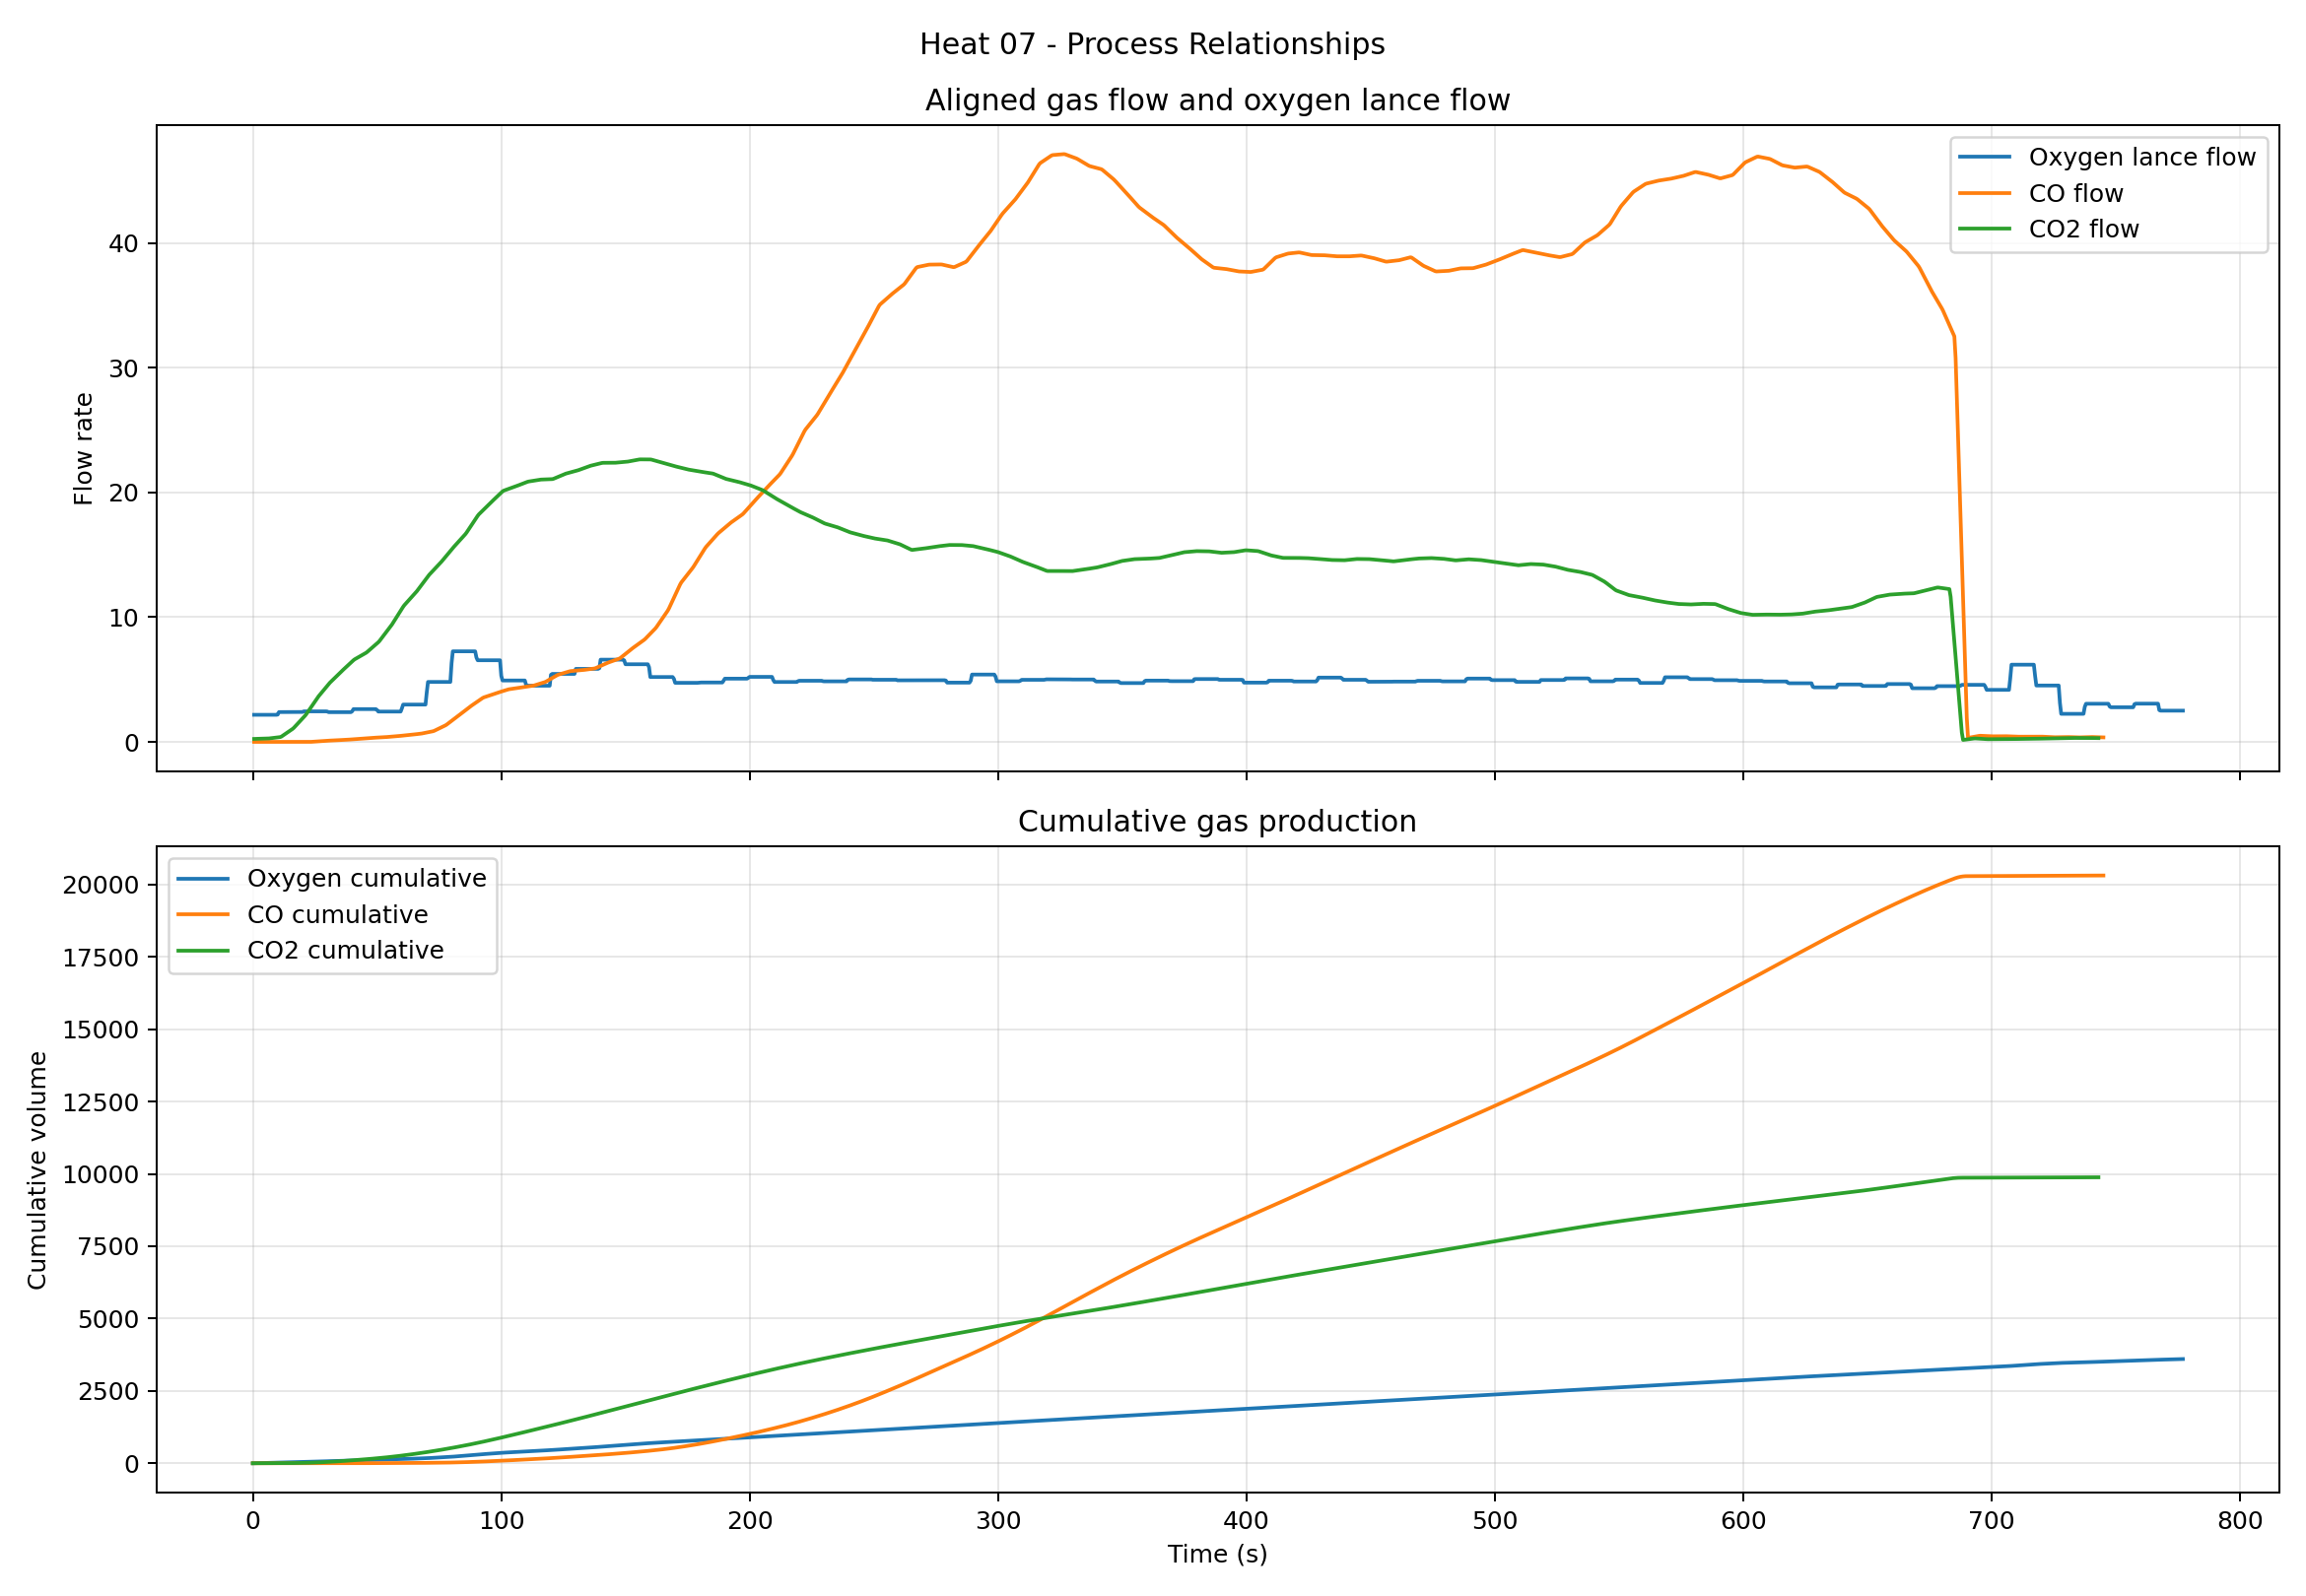 Heat 07 - Process Relationships
Aligned gas flow and oxygen lance flow
Flow rate
40
30
20
10
0
Oxygen lance flow
CO flow
CO2 flow
Cumulative gas production
Cumulative volume
20000
17500
15000
12500
10000
7500
5000
2500
0
Oxygen cumulative
CO cumulative
CO2 cumulative
0 100 200 300 400 500 600 700 800
Time (s)